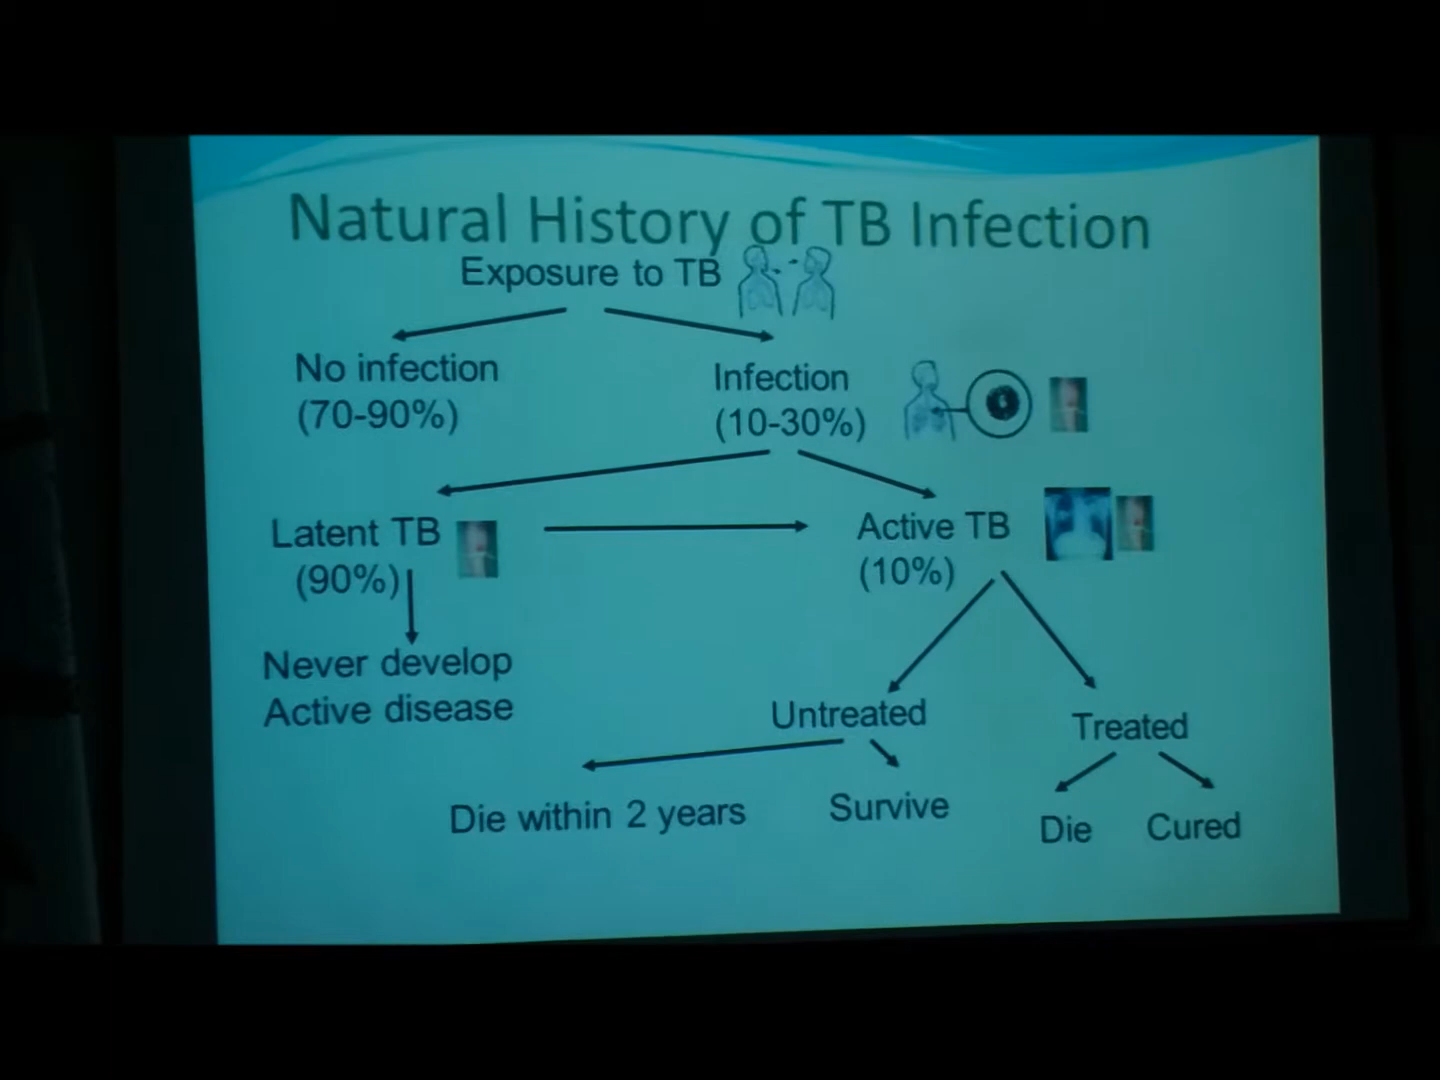 Natural History of TB Infection
Exposure to TB
No infection
(70-90%)
Infection
(10-30%)
Latent TB
(90%)
Active TB
(10%)
Never develop
Active disease
Untreated
Treated
Die within 2 years
Survive
Die
Cured